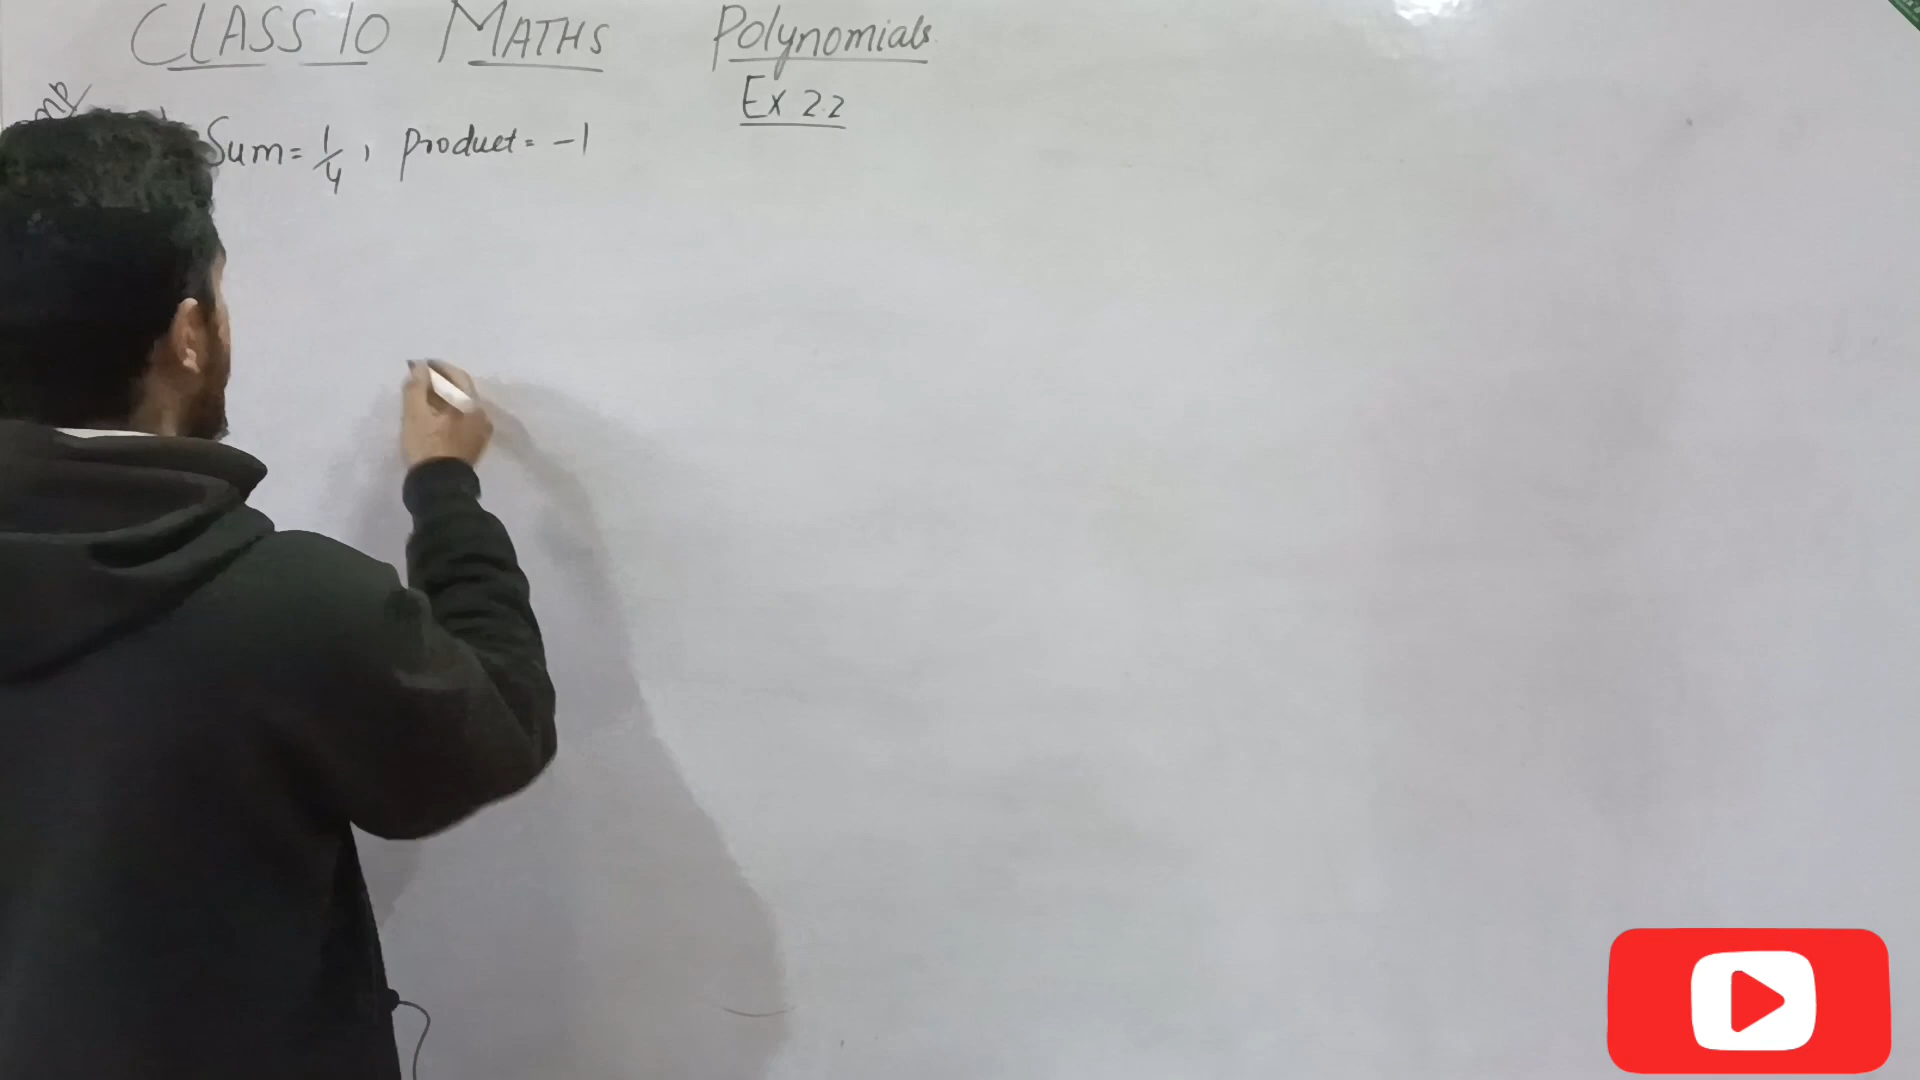 CLASS 10 MATHS Polynomials
Ex 2.2
Sum = 1/4, product = -1